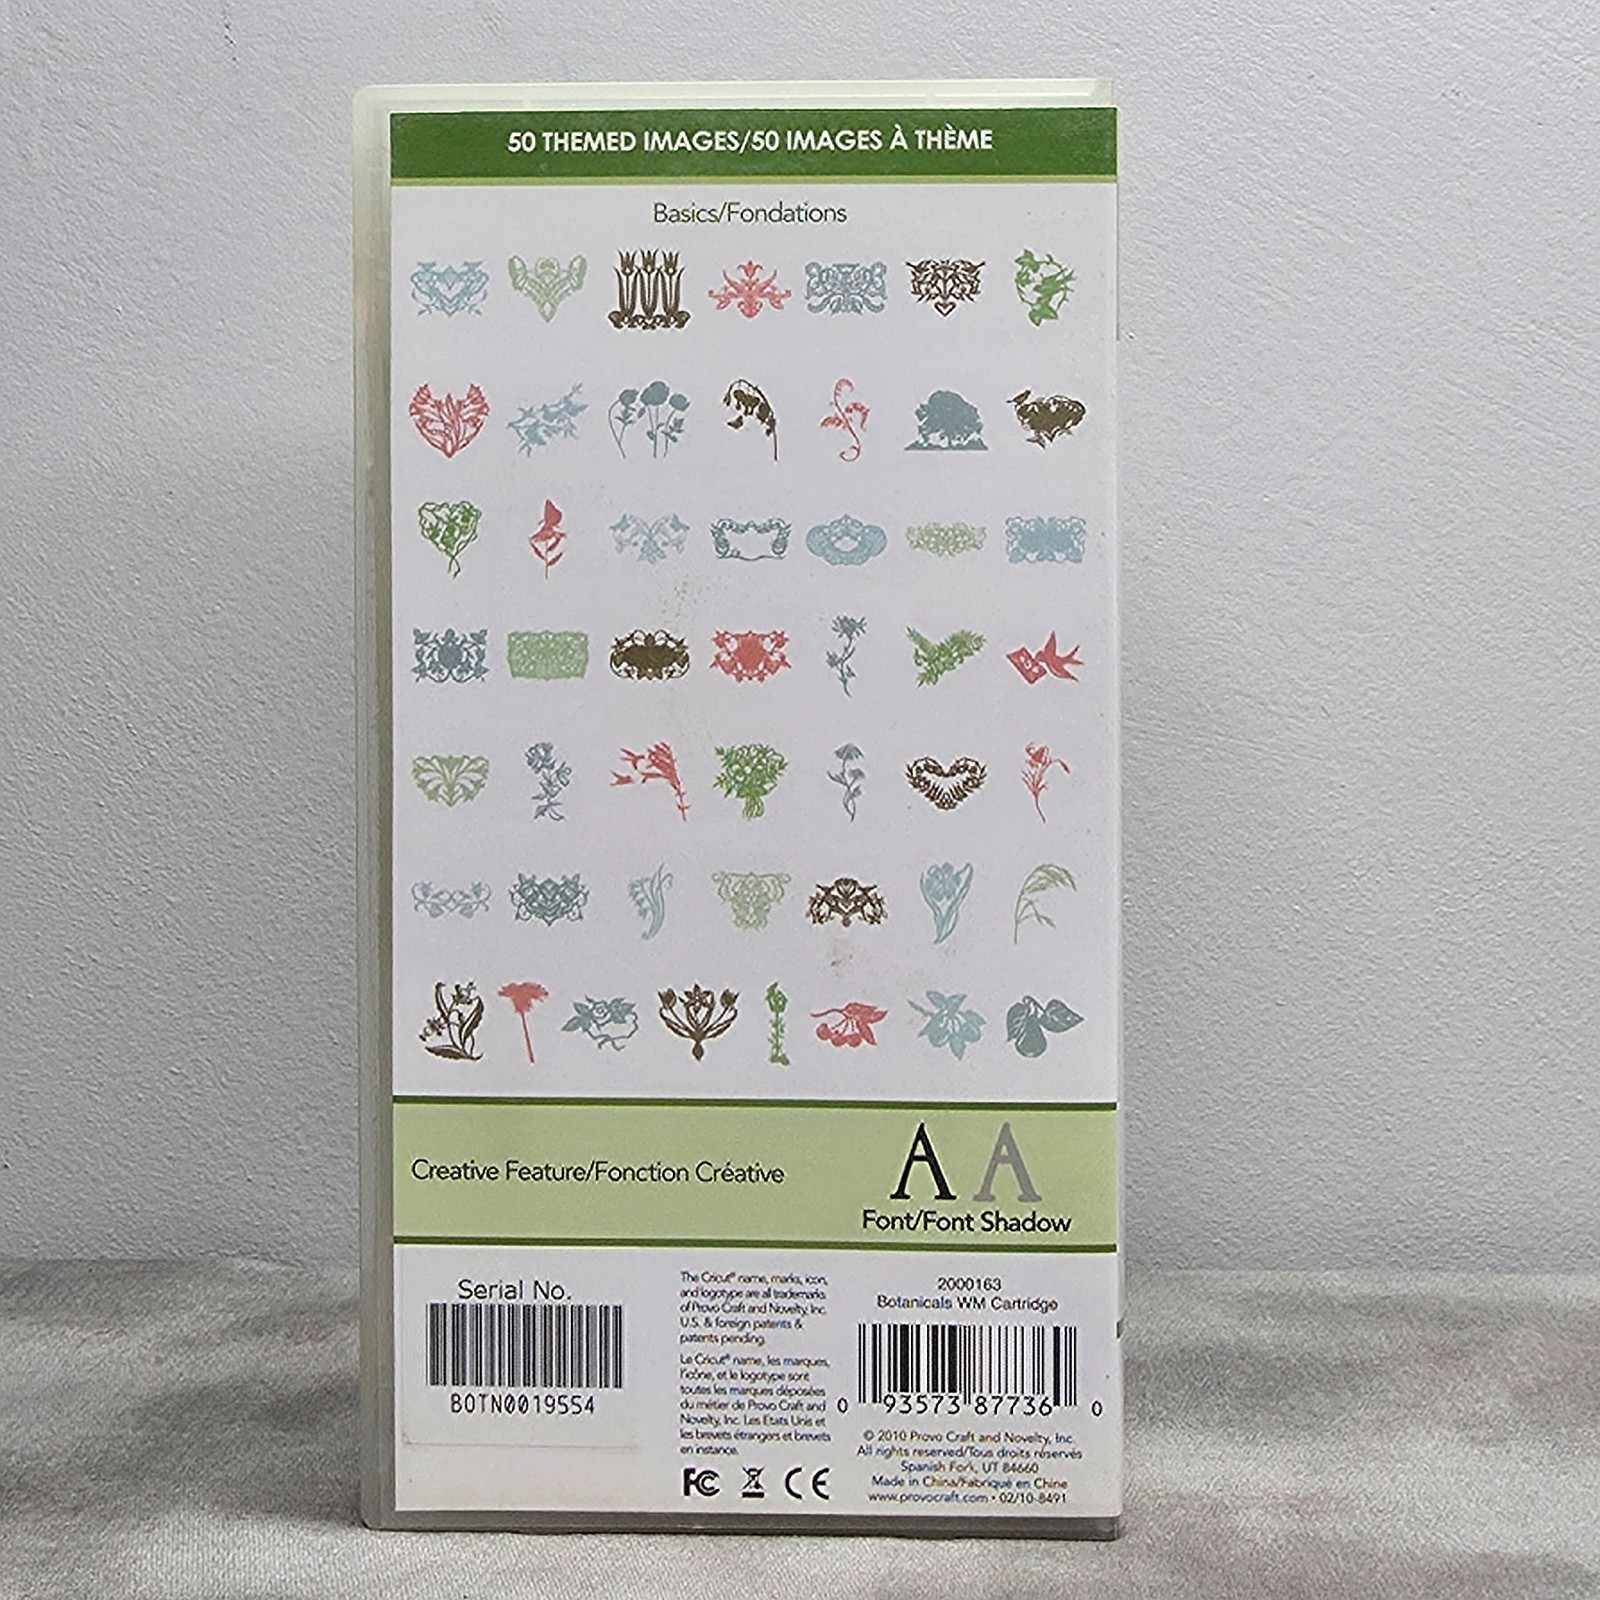 50 THEMED IMAGES/50 IMAGES À THÈME
Basics/Fondations
Creative Feature/Fonction Créative
A A
Font/Font Shadow
Serial No.
BOTN0019554
The Cricut® name, marks, icon,
and logotype are all trademarks
of Provo Craft and Novelty, Inc.
U.S. & foreign patents &
patents pending.
Le Cricut® name, les marques,
l'icône, et le logotype sont
toutes les marques déposées
du métier de Provo Craft and
Novelty, Inc. Les Etats Unis et
les brevets étrangers et brevets
en instance.
FC CE
2000163
Botanicals WM Cartridge
0 93573 87736 0
© 2010 Provo Craft and Novelty, Inc.
All rights reserved/Tous droits réservés
Spanish Fork, UT 84660
Made in China/Fabriqué en Chine
www.provocraft.com • 02/10-8491